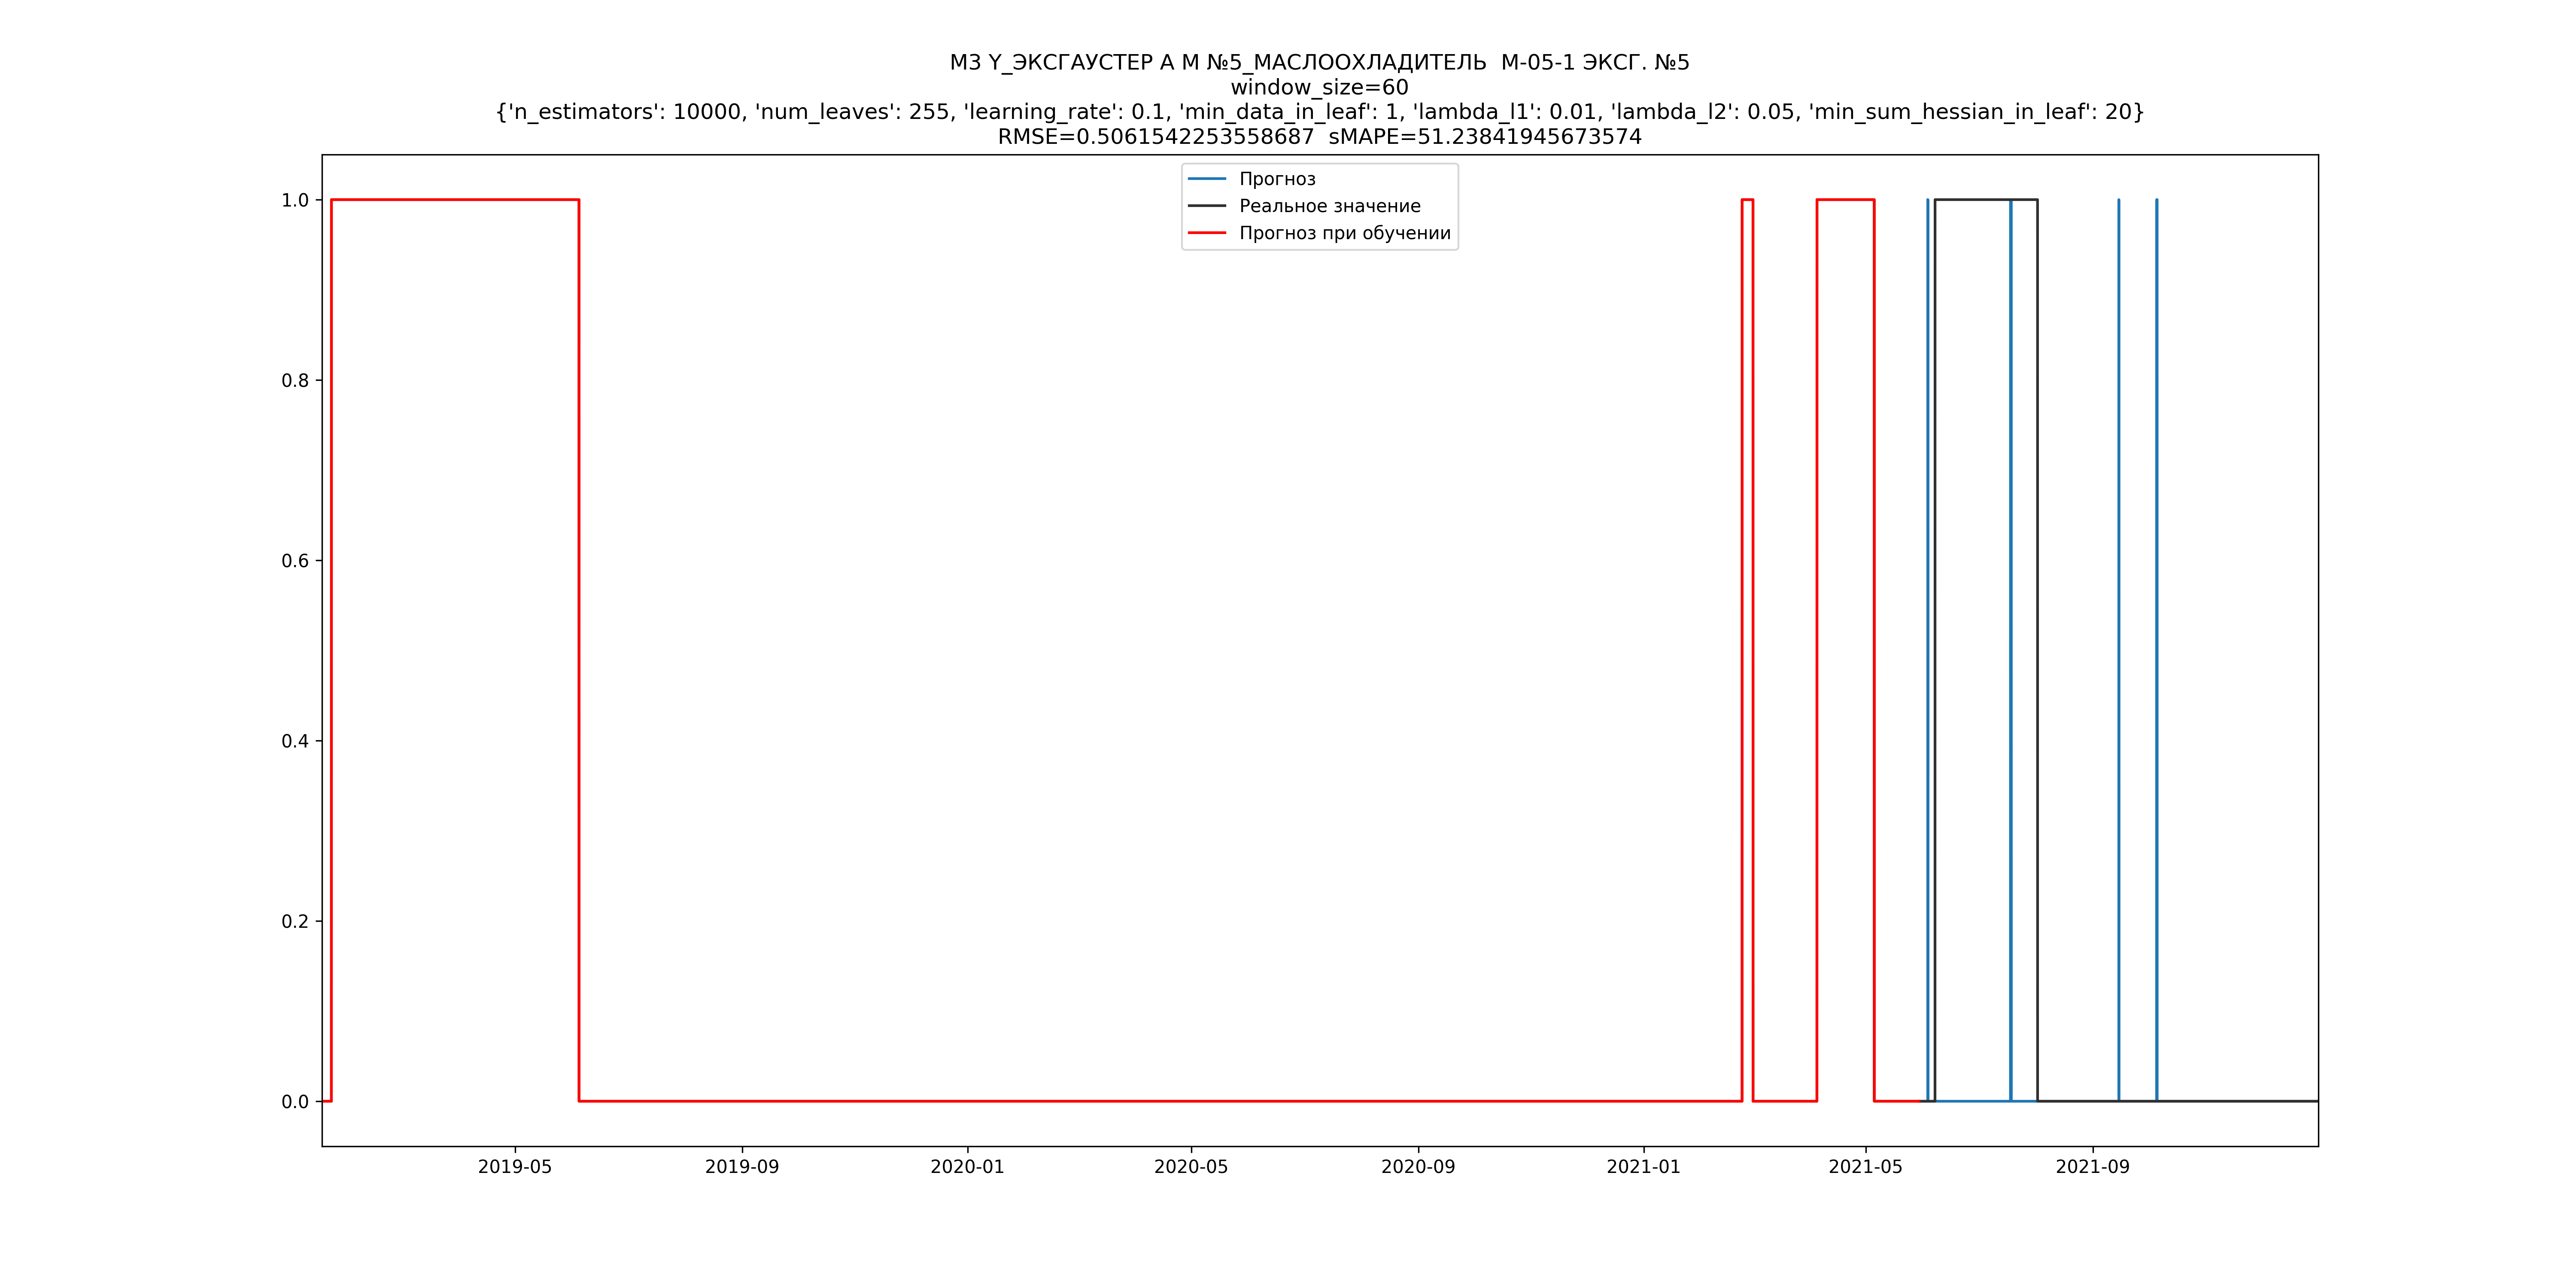 М3 Y_ЭКСГАУСТЕР А М №5_МАСЛООХЛАДИТЕЛЬ  М-05-1 ЭКСГ. №5
window_size=60
{'n_estimators': 10000, 'num_leaves': 255, 'learning_rate': 0.1, 'min_data_in_leaf': 1, 'lambda_l1': 0.01, 'lambda_l2': 0.05, 'min_sum_hessian_in_leaf': 20}
RMSE=0.5061542253558687  sMAPE=51.23841945673574
Прогноз
Реальное значение
Прогноз при обучении
1.0
0.8
0.6
0.4
0.2
0.0
2019-05
2019-09
2020-01
2020-05
2020-09
2021-01
2021-05
2021-09